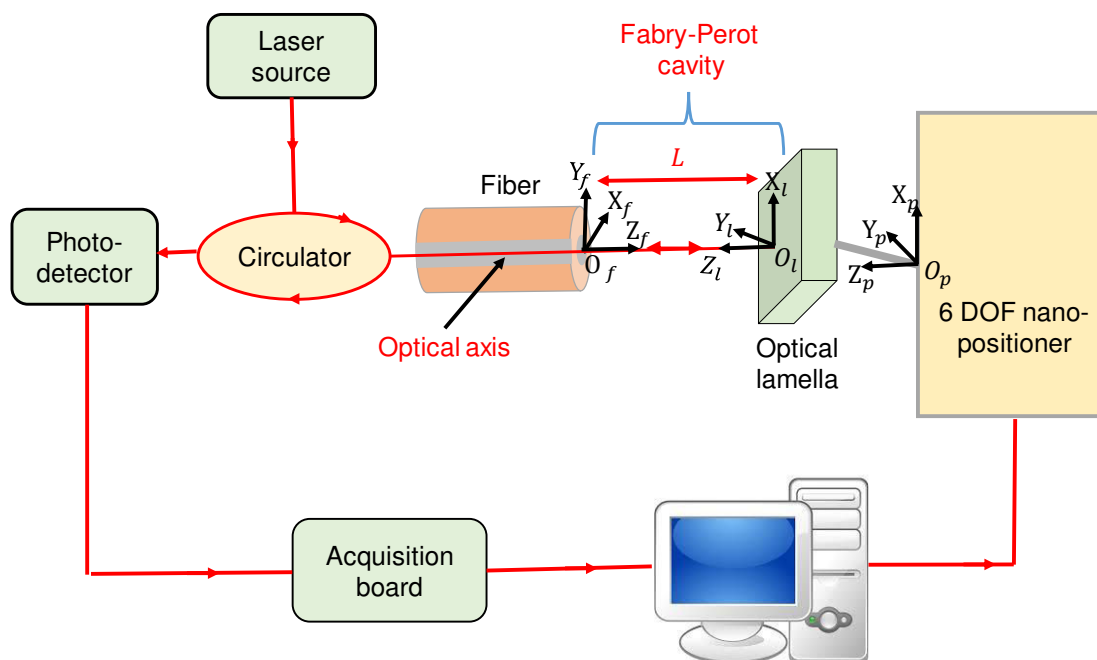 Laser
source
Fabry-Perot
cavity
Fiber
L
Y_f
X_f
Z_f
O_f
X_l
Y_l
Z_l
O_l
X_p
Y_p
Z_p
O_p
Photo-
detector
Circulator
Optical axis
Optical
lamella
6 DOF nano-
positioner
Acquisition
board